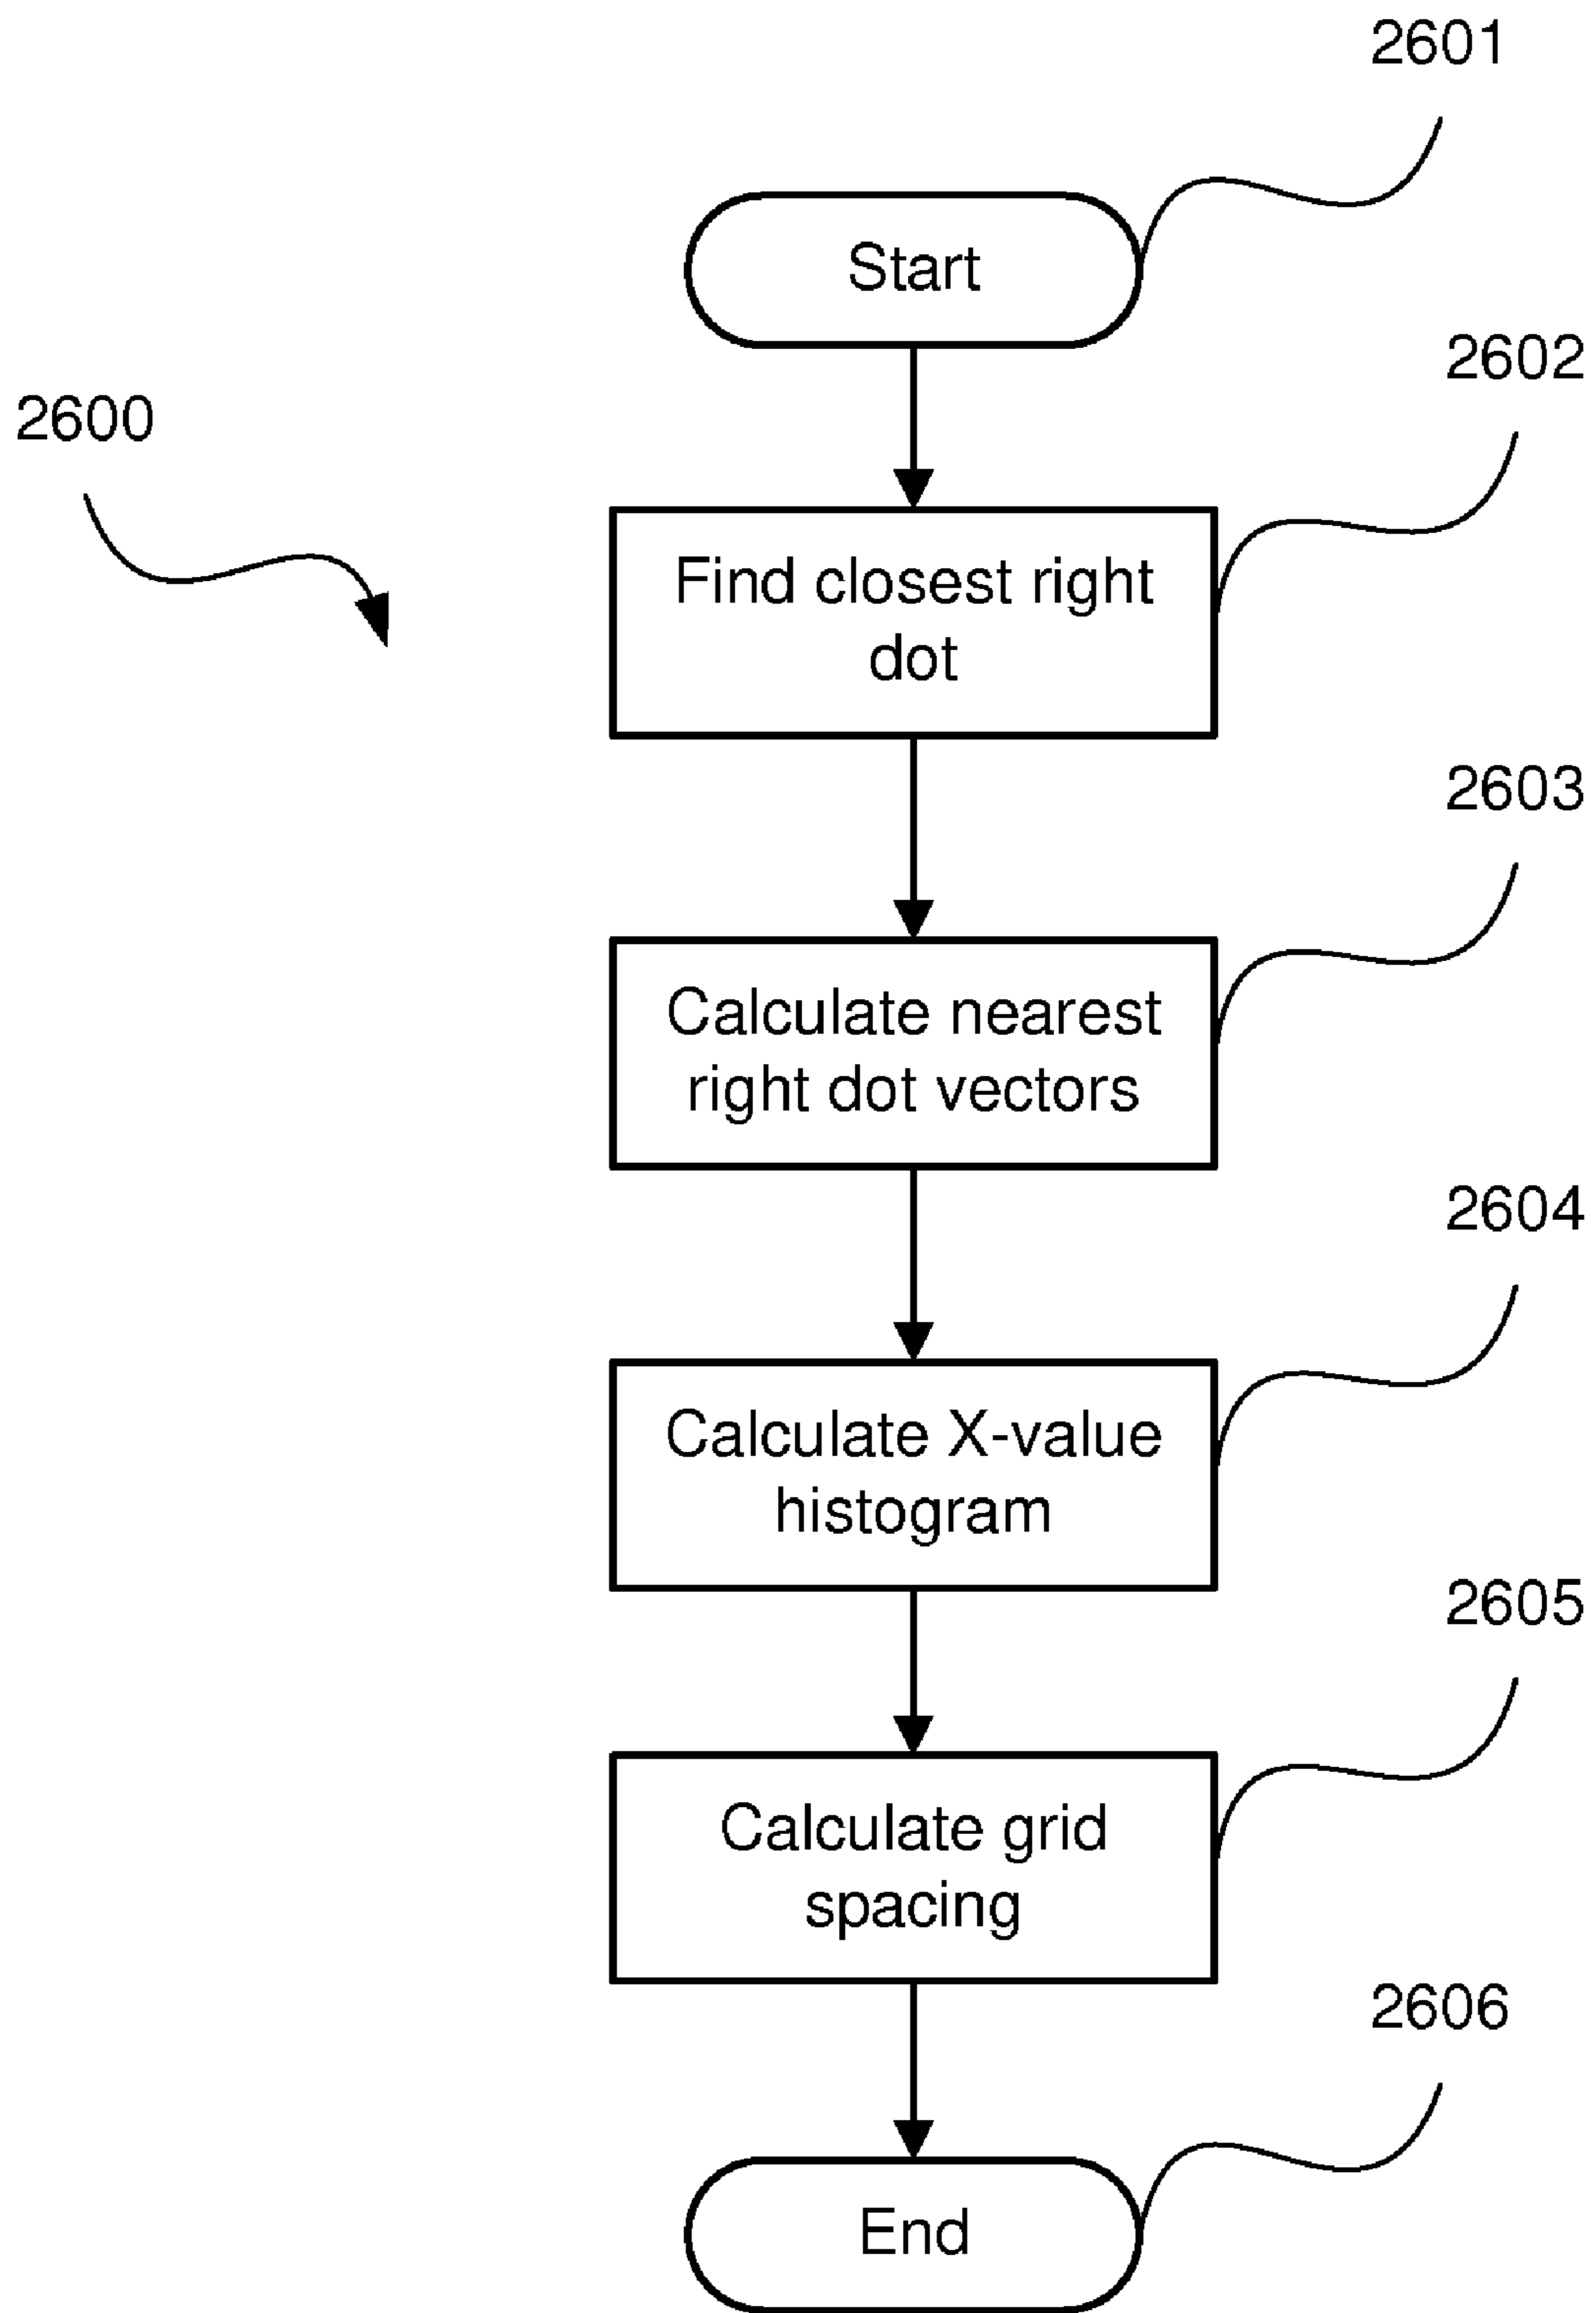 2601
Start
2602
2600
Find closest right
dot
2603
Calculate nearest
right dot vectors
2604
Calculate X-value
histogram
2605
Calculate grid
spacing
2606
End